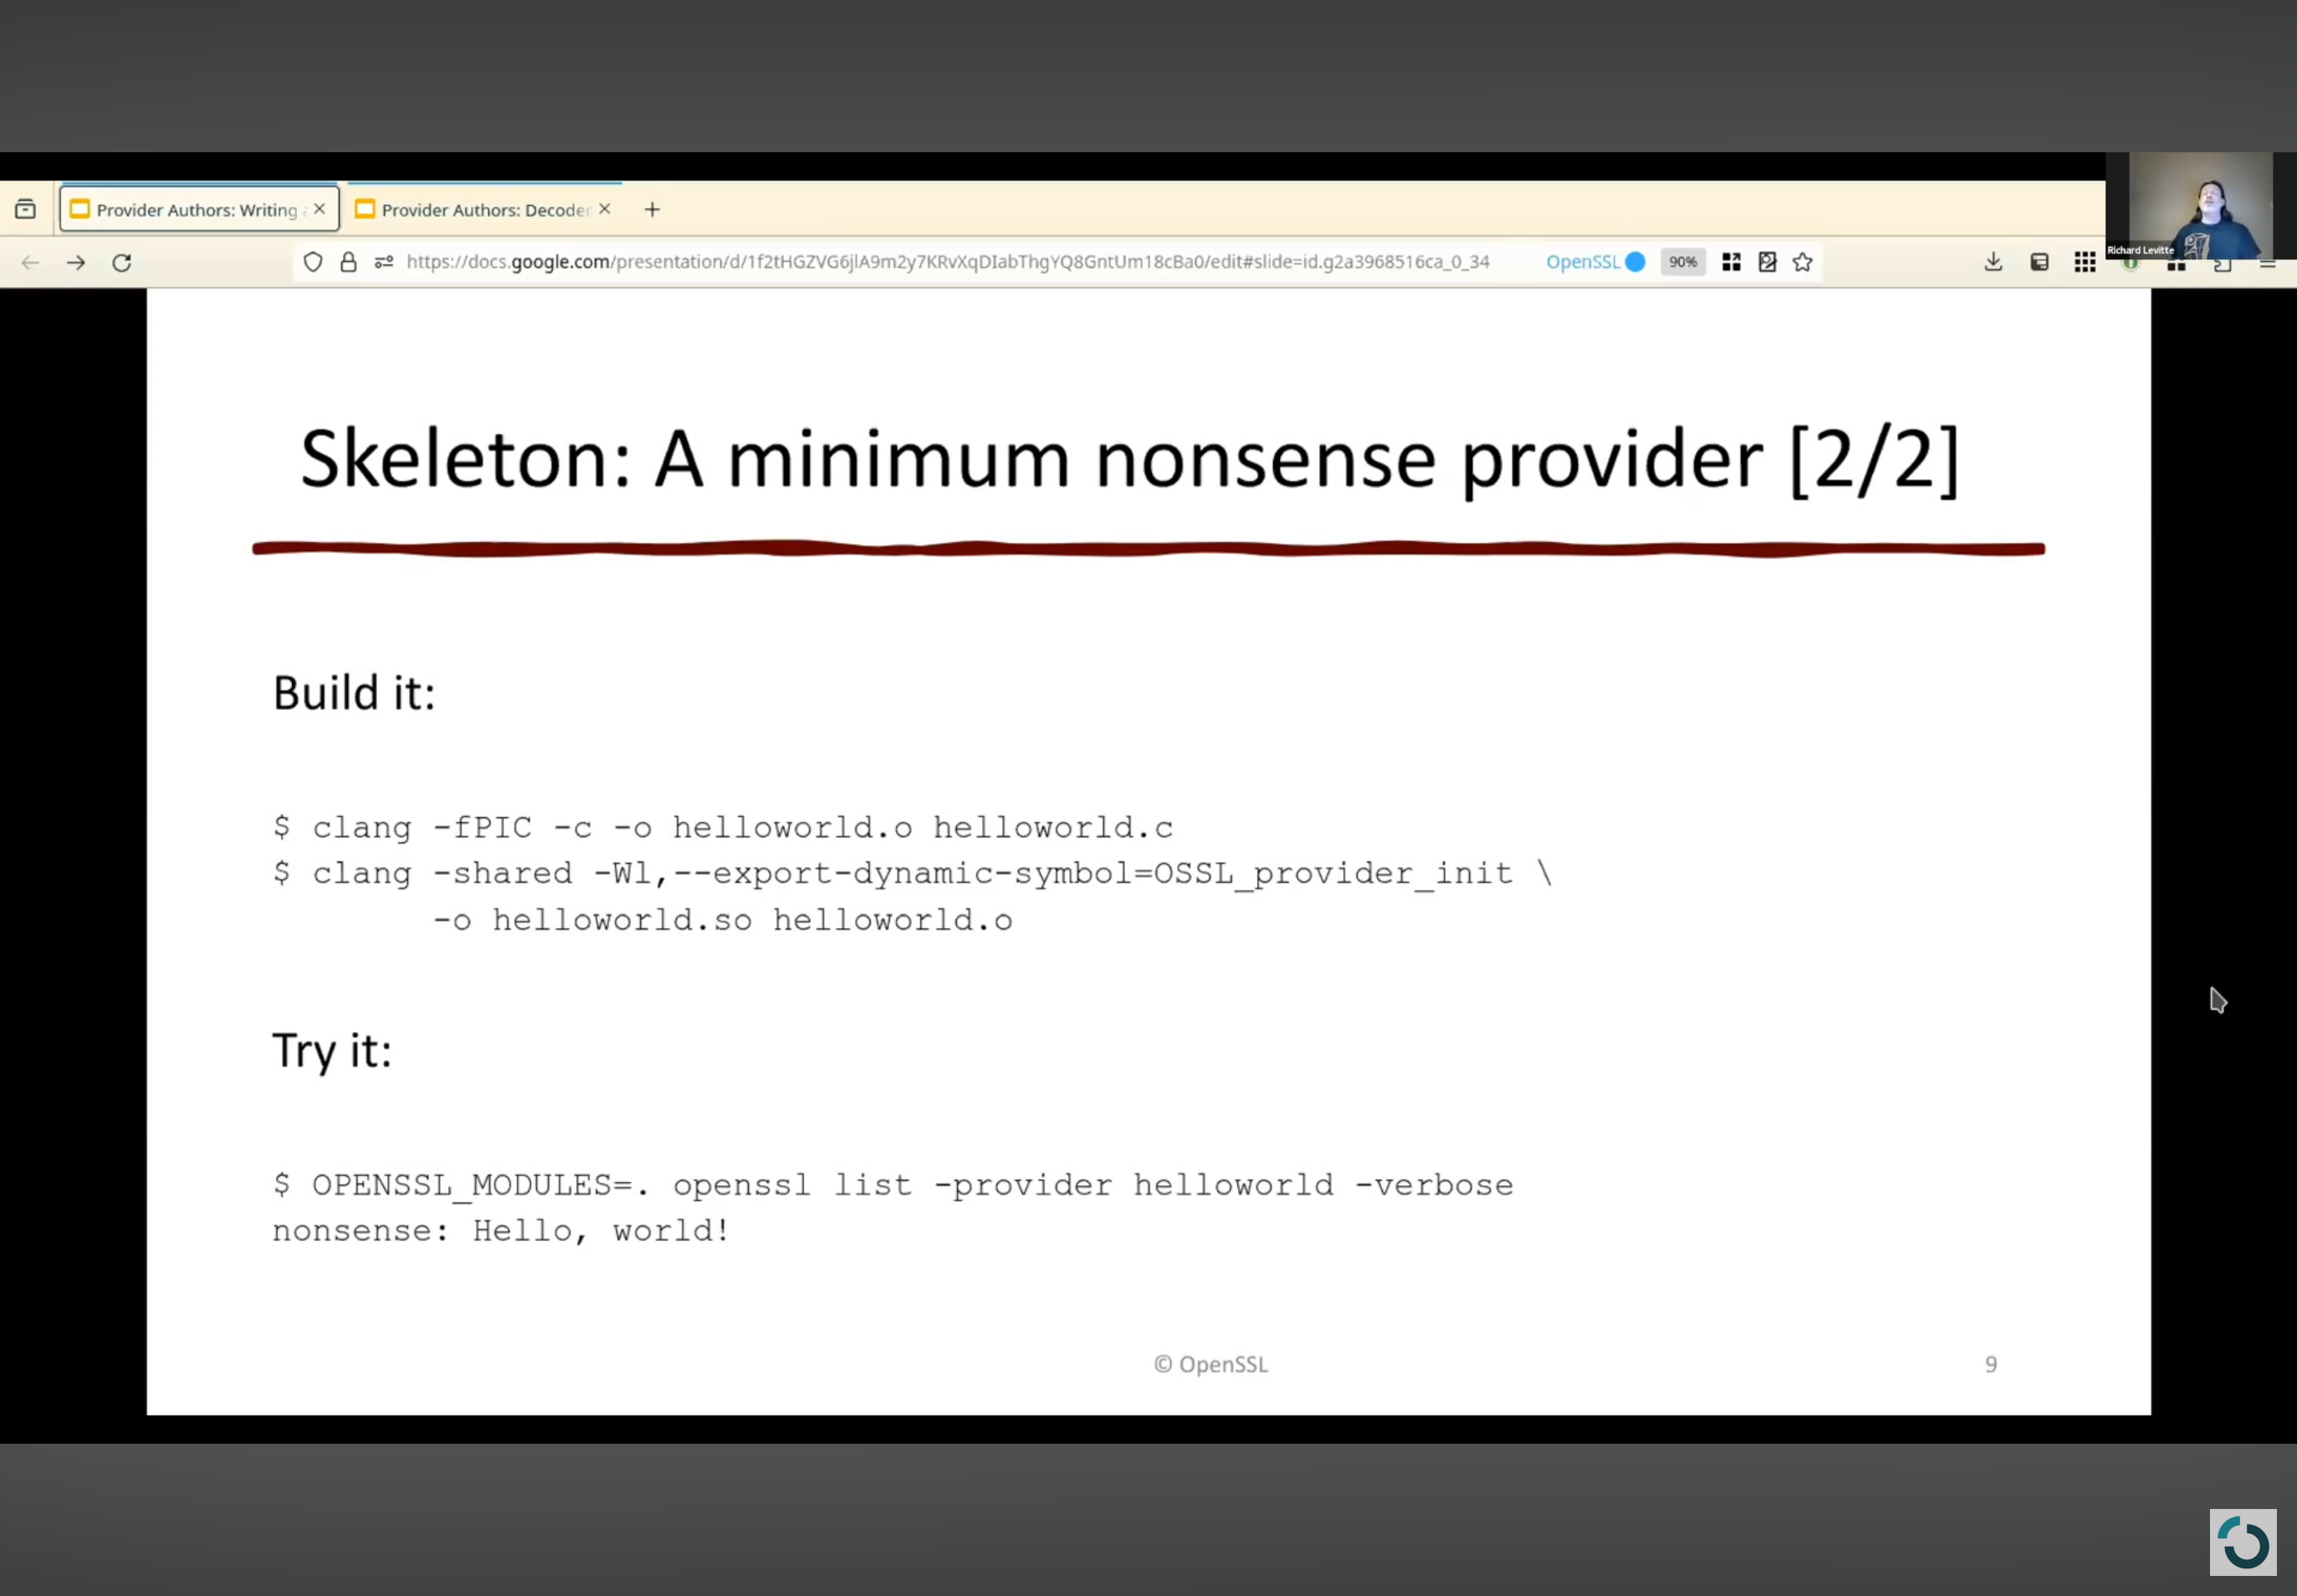 Provider Authors: Writing
Provider Authors: Decoder
https://docs.google.com/presentation/d/1f2tHGZVG6jlA9m2y7KRvXqDIabThgYQ8GntUm18cBa0/edit#slide=id.g2a3968516ca_0_34
OpenSSL
90%
Richard Levitte
Skeleton: A minimum nonsense provider [2/2]
Build it:
$ clang -fPIC -c -o helloworld.o helloworld.c
$ clang -shared -Wl,--export-dynamic-symbol=OSSL_provider_init \
-o helloworld.so helloworld.o
Try it:
$ OPENSSL_MODULES=. openssl list -provider helloworld -verbose
nonsense: Hello, world!
© OpenSSL
9